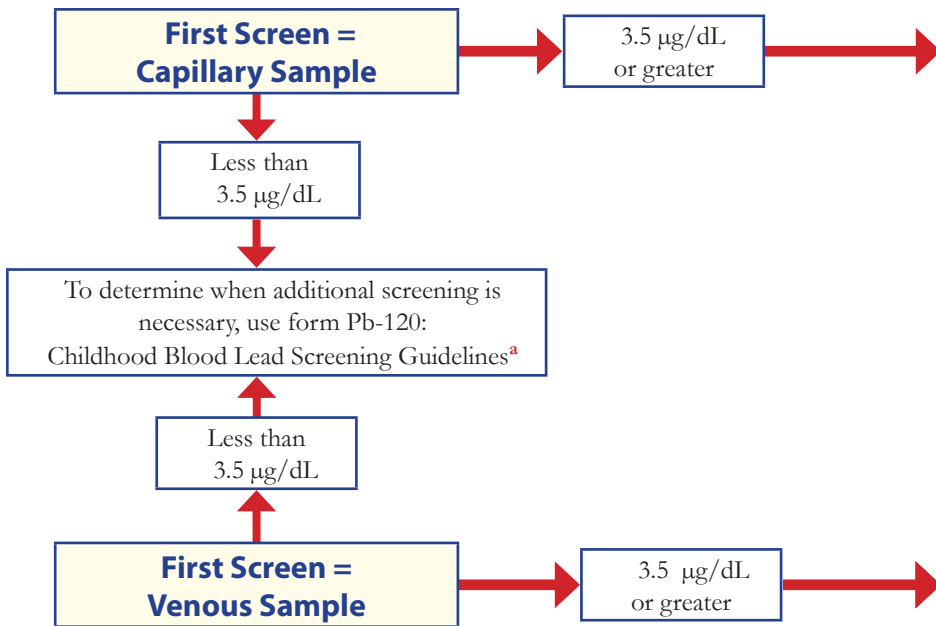 First Screen =
Capillary Sample
3.5 µg/dL
or greater
Less than
3.5 µg/dL
To determine when additional screening is
necessary, use form Pb-120:
Childhood Blood Lead Screening Guidelinesa
Less than
3.5 µg/dL
First Screen =
Venous Sample
3.5 µg/dL
or greater